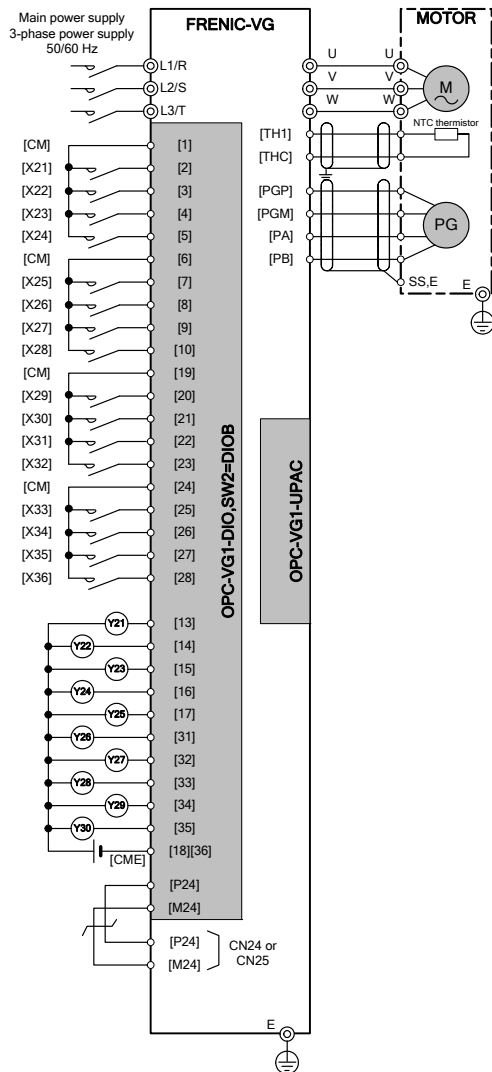 Main power supply
3-phase power supply
50/60 Hz
FRENIC-VG
MOTOR
L1/R
L2/S
L3/T
U
V
W
U
V
W
M
NTC thermistor
[TH1]
[THC]
[PGP]
[PGM]
[PA]
[PB]
PG
SS,E
E
[CM] [1]
[X21] [2]
[X22] [3]
[X23] [4]
[X24] [5]
[CM] [6]
[X25] [7]
[X26] [8]
[X27] [9]
[X28] [10]
[CM] [19]
[X29] [20]
[X30] [21]
[X31] [22]
[X32] [23]
[CM] [24]
[X33] [25]
[X34] [26]
[X35] [27]
[X36] [28]
OPC-VG1-DIO,SW2=DIOB
OPC-VG1-UPAC
Y21 [13]
Y22 [14]
Y23 [15]
Y24 [16]
Y25 [17]
Y26 [31]
Y27 [32]
Y28 [33]
Y29 [34]
Y30 [35]
[CME] [18][36]
[P24]
[M24]
[P24]
[M24]
CN24 or
CN25
E